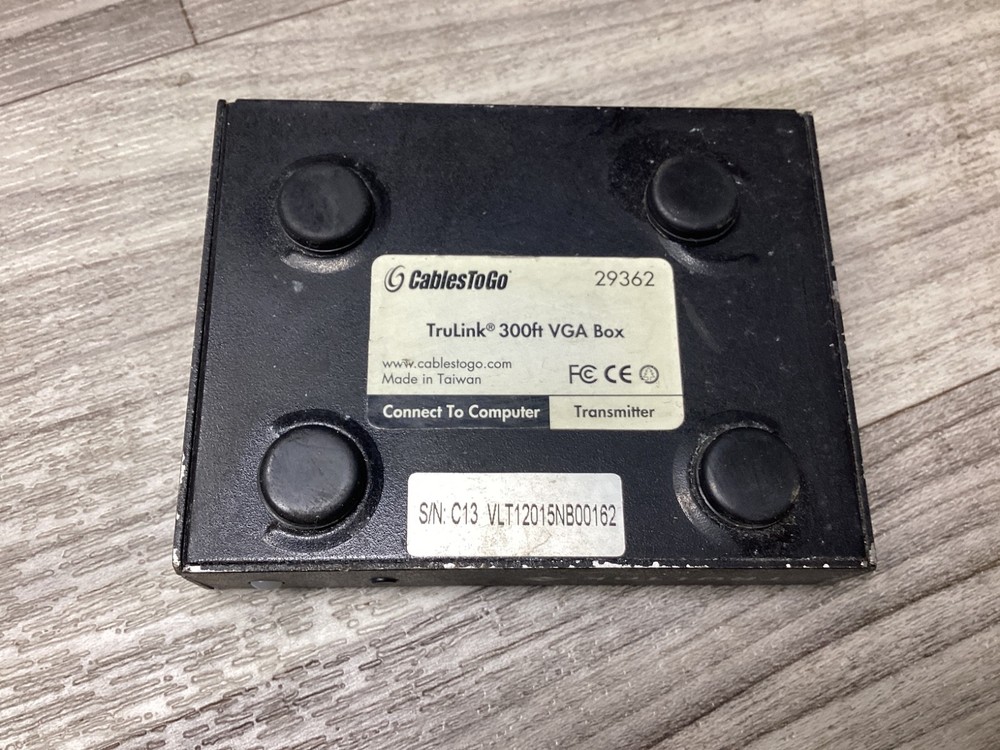 CablesToGo 29362
TruLink® 300ft VGA Box
www.cablestogo.com
Made in Taiwan FC CE
Connect To Computer Transmitter
S/N: C13 VLT12015NB00162